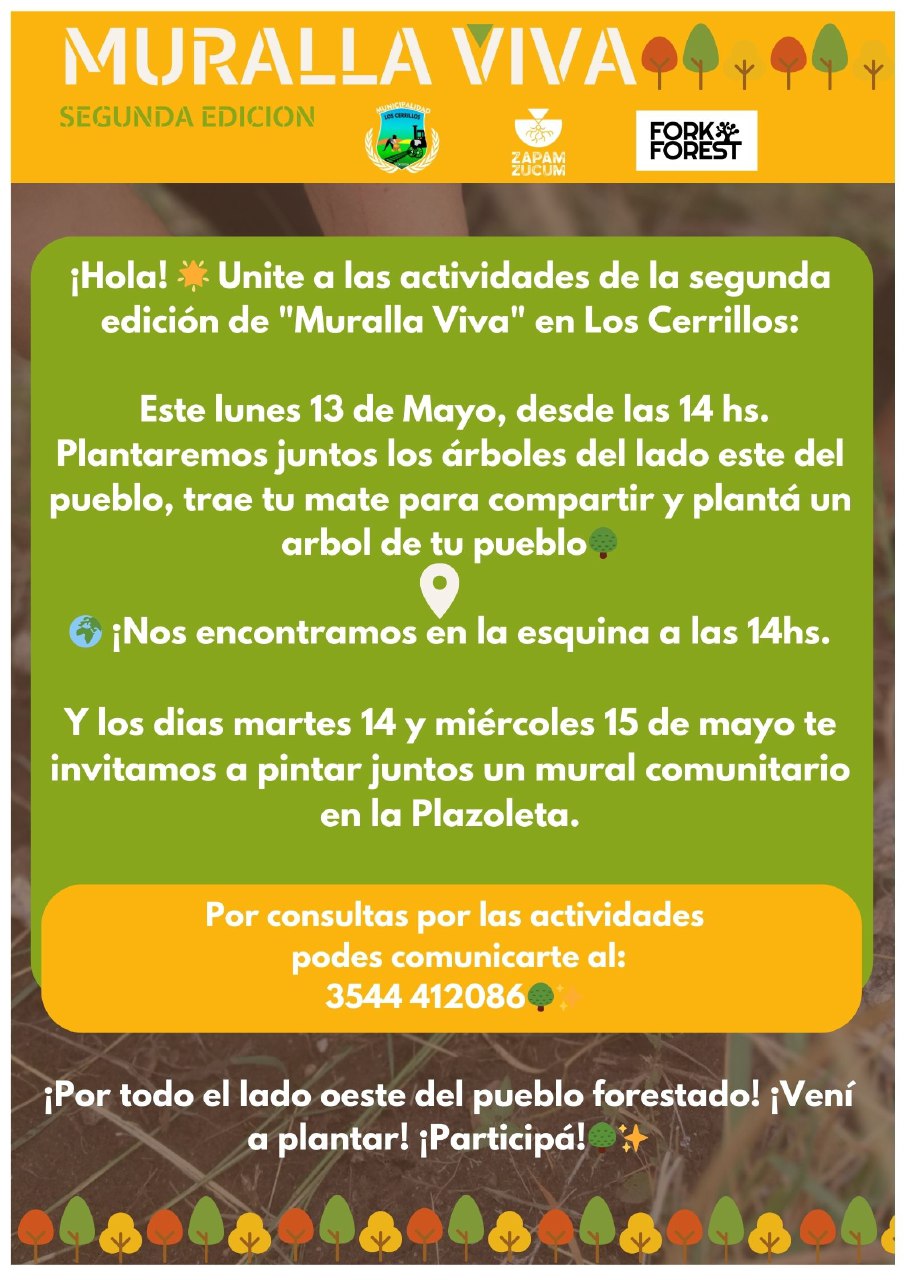 MURALLA VIVA
SEGUNDA EDICION
MUNICIPALIDAD
LOS CERRILLOS
ZAPAM
ZUCUM
FORK
FOREST
¡Hola! 🌟 Unite a las actividades de la segunda
edición de "Muralla Viva" en Los Cerrillos:
Este lunes 13 de Mayo, desde las 14 hs.
Plantaremos juntos los árboles del lado este del
pueblo, trae tu mate para compartir y plantá un
arbol de tu pueblo🌳
🌍 ¡Nos encontramos en la esquina a las 14hs.
Y los dias martes 14 y miércoles 15 de mayo te
invitamos a pintar juntos un mural comunitario
en la Plazoleta.
Por consultas por las actividades
podes comunicarte al:
3544 412086🌳✨
¡Por todo el lado oeste del pueblo forestado! ¡Vení
a plantar! ¡Participá!🌳✨